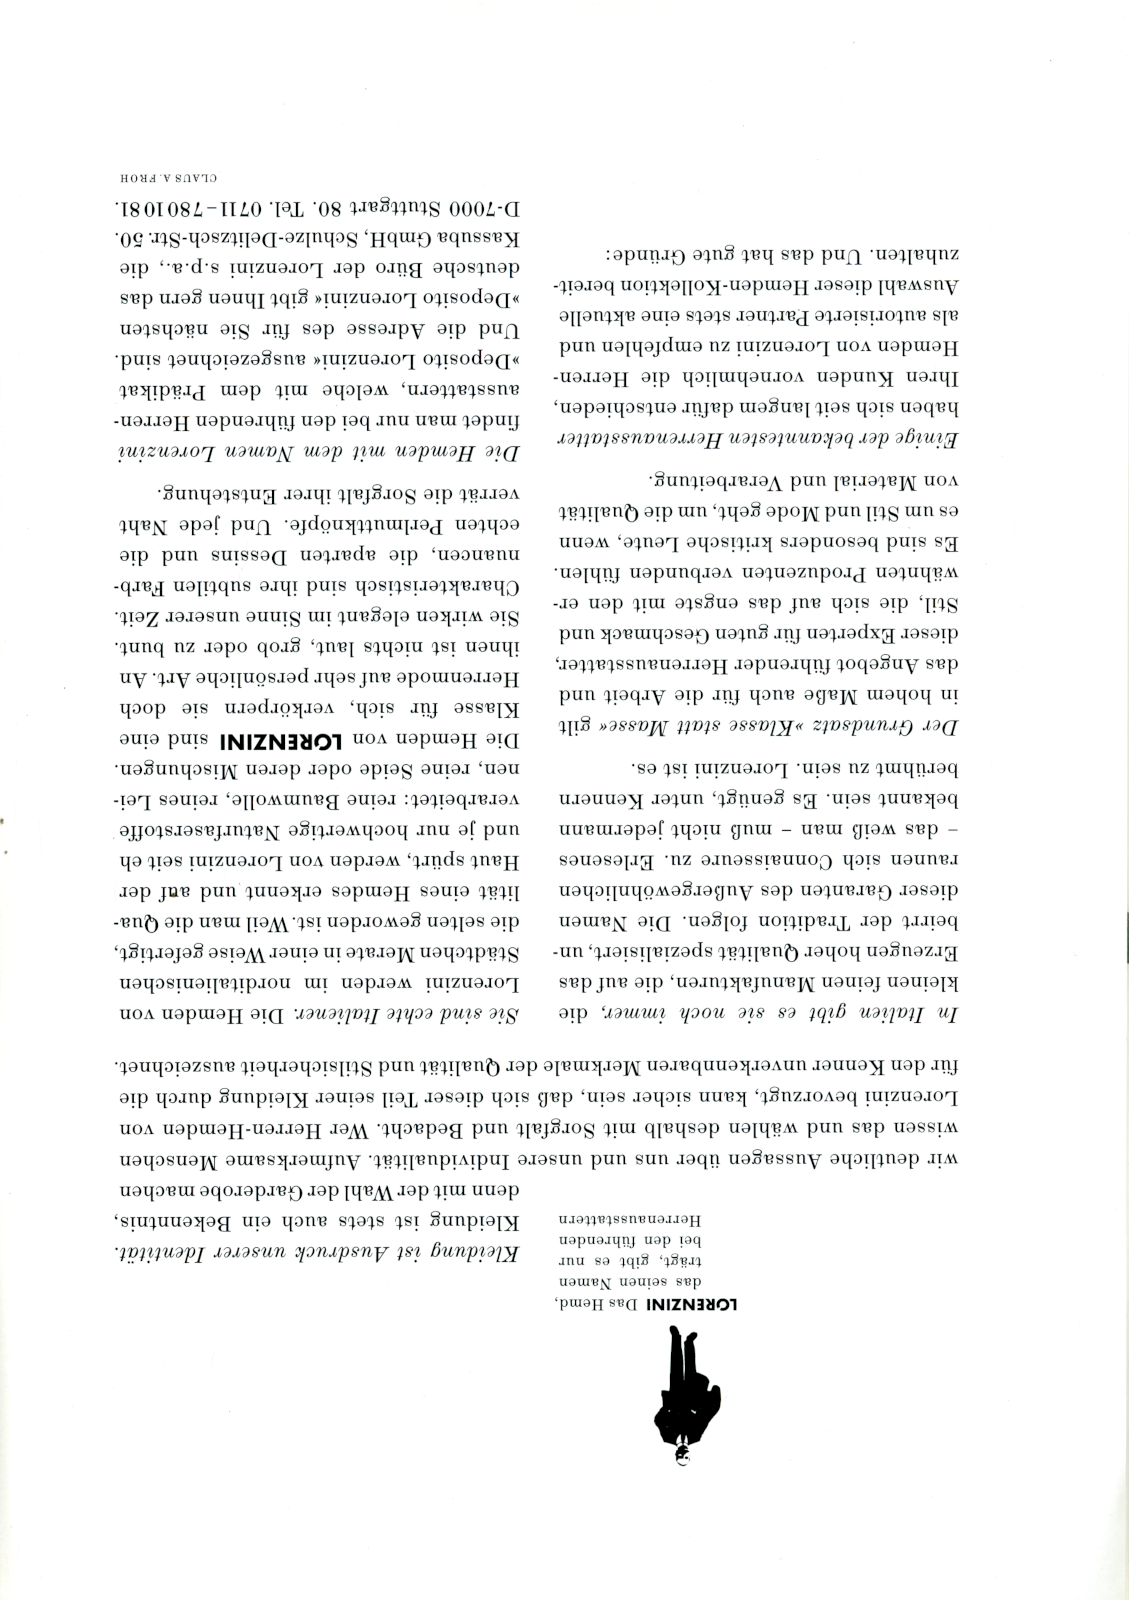 LORENZINI Das Hemd,
das seinen Namen
trägt, gibt es nur
bei den führenden
Herrenausstattern
Kleidung ist Ausdruck unserer Identität.
Kleidung ist stets auch ein Bekenntnis,
denn mit der Wahl der Garderobe machen
wir deutliche Aussagen über uns und unsere Individualität. Aufmerksame Menschen
wissen das und wählen deshalb mit Sorgfalt und Bedacht. Wer Herren-Hemden von
Lorenzini bevorzugt, kann sicher sein, daß sich dieser Teil seiner Kleidung durch die
für den Kenner unverkennbaren Merkmale der Qualität und Stilsicherheit auszeichnet.
In Italien gibt es sie noch immer, die
kleinen feinen Manufakturen, die auf das
Erzeugen hoher Qualität spezialisiert, un-
beirrt der Tradition folgen. Die Namen
dieser Garanten des Außergewöhnlichen
raunen sich Connaisseure zu. Erlesenes
– das weiß man – muß nicht jedermann
bekannt sein. Es genügt, unter Kennern
berühmt zu sein. Lorenzini ist es.
Der Grundsatz »Klasse statt Masse« gilt
in hohem Maße auch für die Arbeit und
das Angebot führender Herrenausstatter,
dieser Experten für guten Geschmack und
Stil, die sich auf das engste mit den er-
wähnten Produzenten verbunden fühlen.
Es sind besonders kritische Leute, wenn
es um Stil und Mode geht, um die Qualität
von Material und Verarbeitung.
Einige der bekanntesten Herrenausstatter
haben sich seit langem dafür entschieden,
Ihren Kunden vornehmlich die Herren-
Hemden von Lorenzini zu empfehlen und
als autorisierte Partner stets eine aktuelle
Auswahl dieser Hemden-Kollektion bereit-
zuhalten. Und das hat gute Gründe:
Sie sind echte Italiener. Die Hemden von
Lorenzini werden im norditalienischen
Städtchen Merate in einer Weise gefertigt,
die selten geworden ist. Weil man die Qua-
lität eines Hemdes erkennt und auf der
Haut spürt, werden von Lorenzini seit eh
und je nur hochwertige Naturfaserstoffe
verarbeitet: reine Baumwolle, reines Lei-
nen, reine Seide oder deren Mischungen.
Die Hemden von LORENZINI sind eine
Klasse für sich, verkörpern sie doch
Herrenmode auf sehr persönliche Art. An
ihnen ist nichts laut, grob oder zu bunt.
Sie wirken elegant im Sinne unserer Zeit.
Charakteristisch sind ihre subtilen Farb-
nuancen, die aparten Dessins und die
echten Perlmuttknöpfe. Und jede Naht
verrät die Sorgfalt ihrer Entstehung.
Die Hemden mit dem Namen Lorenzini
findet man nur bei den führenden Herren-
ausstattern, welche mit dem Prädikat
»Deposito Lorenzini« ausgezeichnet sind.
Und die Adresse des für Sie nächsten
»Deposito Lorenzini« gibt Ihnen gern das
deutsche Büro der Lorenzini s.p.a., die
Kassuba GmbH, Schulze-Delitzsch-Str. 50.
D-7000 Stuttgart 80. Tel. 0711–7801081.
CLAUS A. FROH